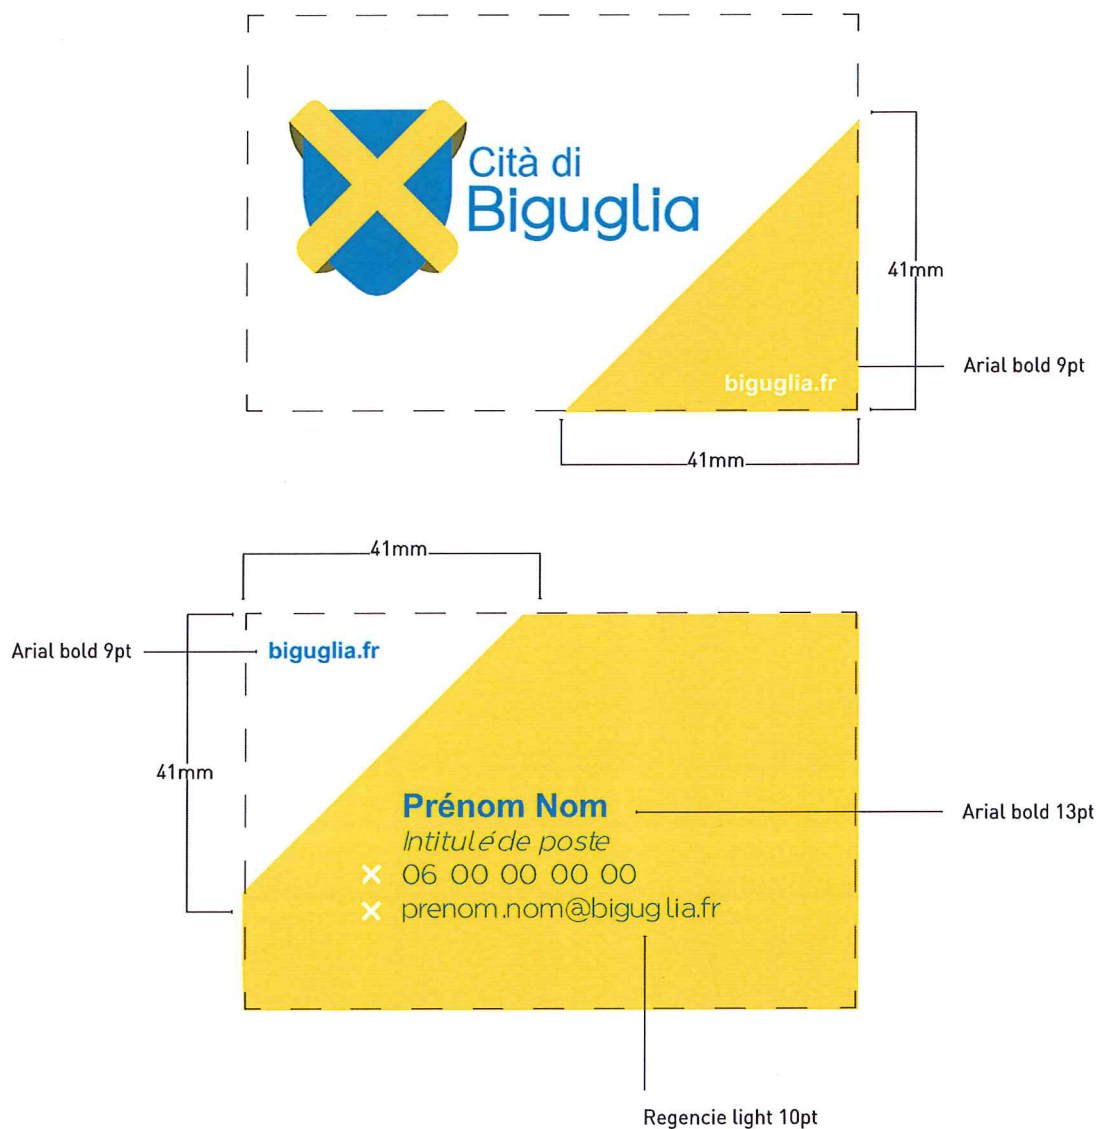 Cità di
Biguglia
41mm
Arial bold 9pt
biguglia.fr
41mm
41mm
Arial bold 9pt
biguglia.fr
41mm
Prénom Nom
Arial bold 13pt
Intitulé de poste
06 00 00 00 00
prenom.nom@biguglia.fr
Regencie light 10pt